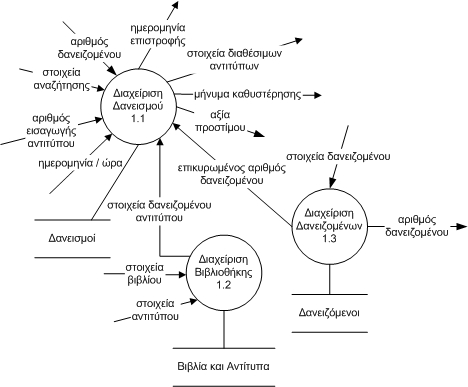 ημερομηνία
επιστροφής
αριθμός
δανειζομένου
στοιχεία διαθέσιμων
αντιτύπων
στοιχεία
αναζήτησης
Διαχείριση
Δανεισμού
1.1
μήνυμα καθυστέρησης
αξία
προστίμου
αριθμός
εισαγωγής
αντιτύπου
ημερομηνία / ώρα
επικυρωμένος αριθμός
δανειζομένου
στοιχεία δανειζομένου
στοιχεία δανειζομένου
αντιτύπου
Δανεισμοί
Διαχείριση
Δανειζομένων
1.3
αριθμός
δανειζομένου
στοιχεία
βιβλίου
Διαχείριση
Βιβλιοθήκης
1.2
στοιχεία
αντιτύπου
Δανειζόμενοι
Βιβλία και Αντίτυπα